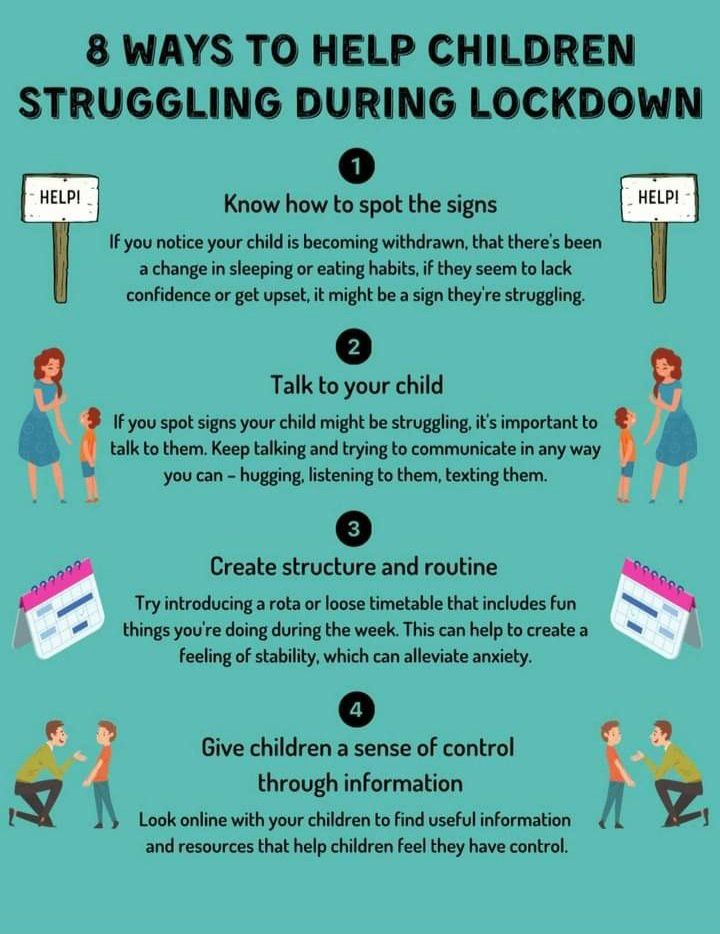 8 WAYS TO HELP CHILDREN
STRUGGLING DURING LOCKDOWN
1
HELP!
HELP!
Know how to spot the signs
If you notice your child is becoming withdrawn, that there's been
a change in sleeping or eating habits, if they seem to lack
confidence or get upset, it might be a sign they're struggling.
2
Talk to your child
If you spot signs your child might be struggling, it's important to
talk to them. Keep talking and trying to communicate in any way
you can – hugging, listening to them, texting them.
3
Create structure and routine
Try introducing a rota or loose timetable that includes fun
things you're doing during the week. This can help to create a
feeling of stability, which can alleviate anxiety.
4
Give children a sense of control
through information
Look online with your children to find useful information
and resources that help children feel they have control.